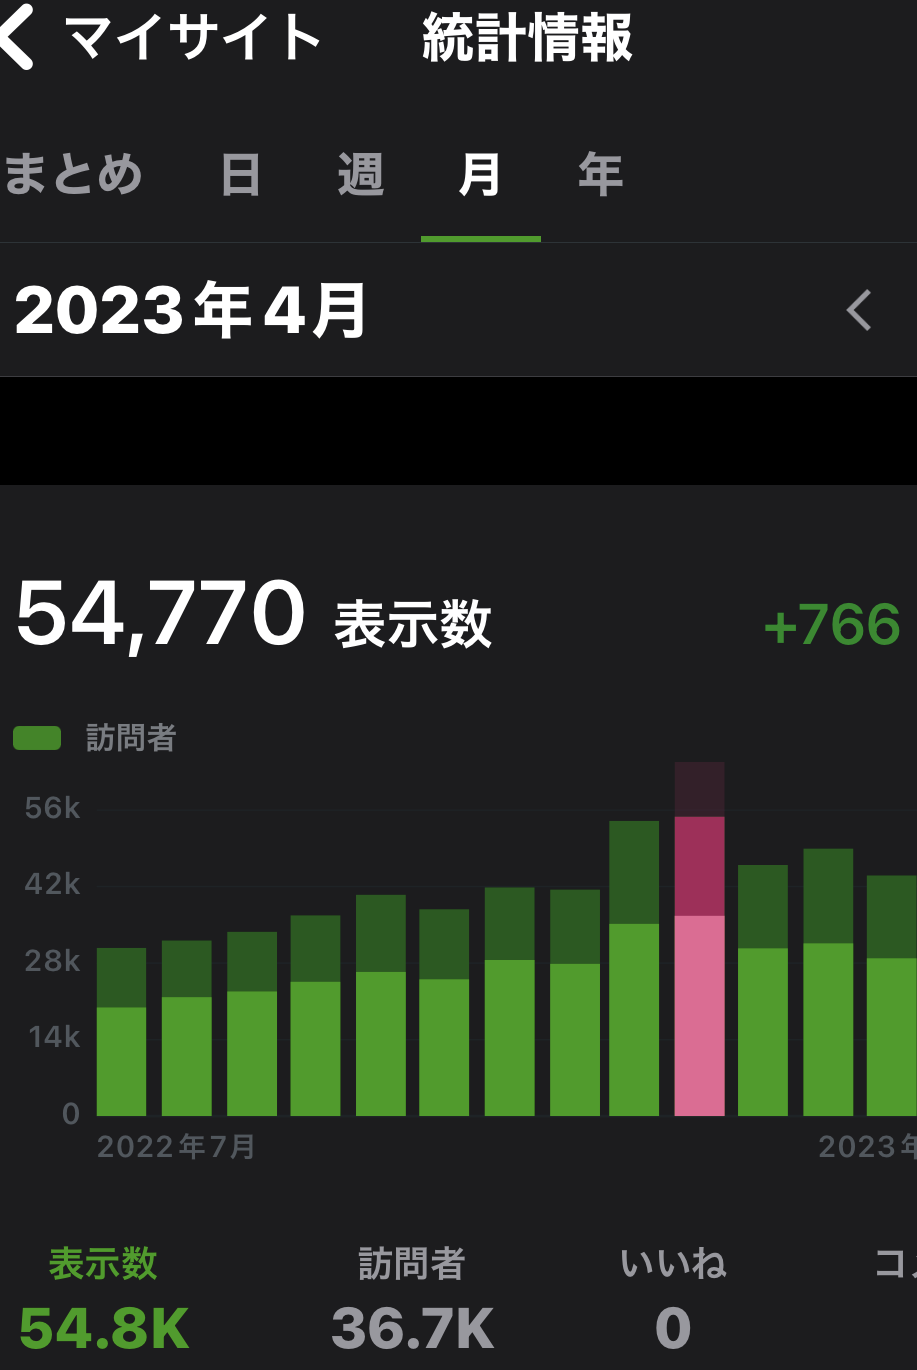 マイサイト 統計情報
まとめ 日 週 月 年
2023年4月
54,770 表示数 +766
訪問者
56k
42k
28k
14k
0
2022年7月 2023年
表示数 訪問者 いいね コ
54.8K 36.7K 0